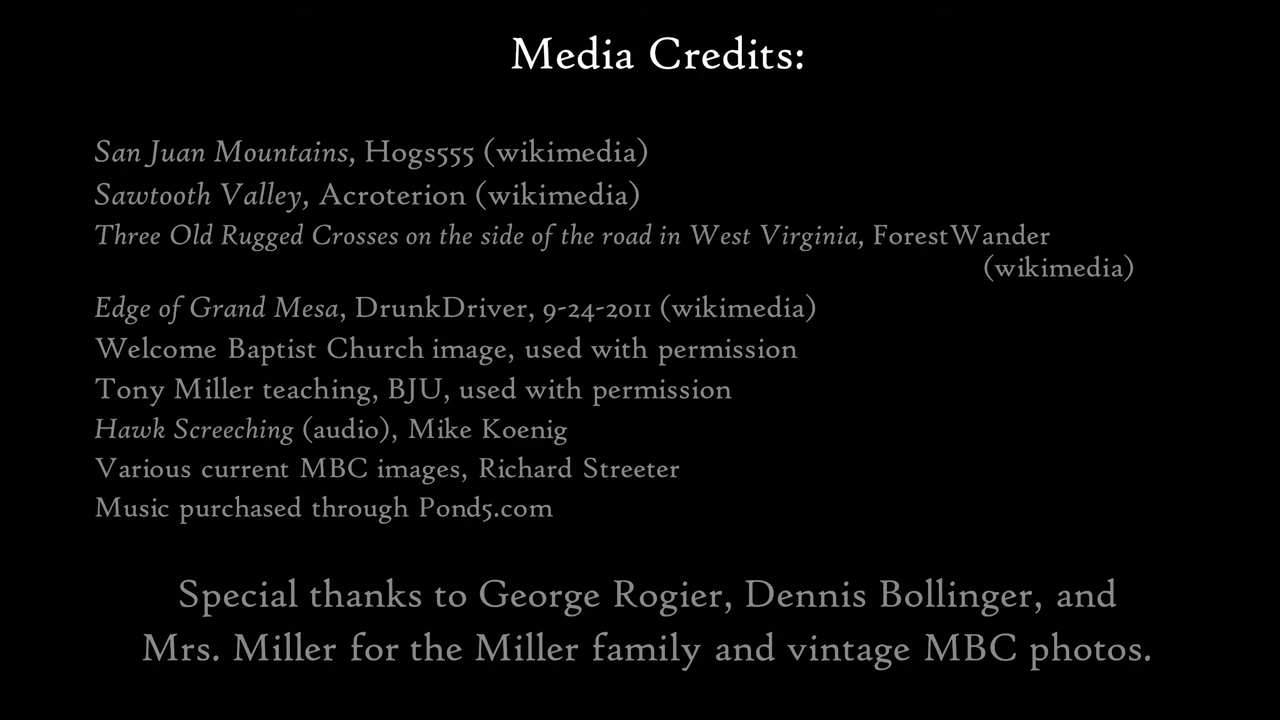 Media Credits:
San Juan Mountains, Hogs555 (wikimedia)
Sawtooth Valley, Acroterion (wikimedia)
Three Old Rugged Crosses on the side of the road in West Virginia, ForestWander
(wikimedia)
Edge of Grand Mesa, DrunkDriver, 9-24-2011 (wikimedia)
Welcome Baptist Church image, used with permission
Tony Miller teaching, BJU, used with permission
Hawk Screeching (audio), Mike Koenig
Various current MBC images, Richard Streeter
Music purchased through Pond5.com
Special thanks to George Rogier, Dennis Bollinger, and
Mrs. Miller for the Miller family and vintage MBC photos.